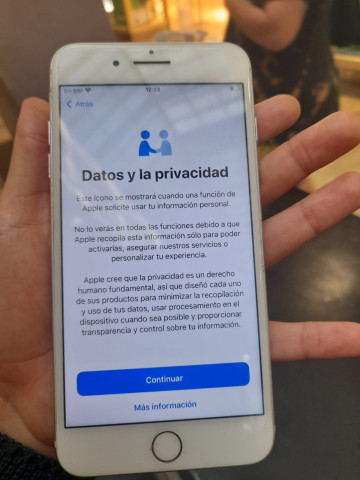 Sin SIM 12:13
Atrás
Datos y la privacidad
Este ícono se mostrará cuando una función de
Apple solicite usar tu información personal.
No lo verás en todas las funciones debido a que
Apple recopila esta información sólo para poder
activarlas, asegurar nuestros servicios o
personalizar tu experiencia.
Apple cree que la privacidad es un derecho
humano fundamental, así que diseñó cada uno
de sus productos para minimizar la recopilación
y uso de tus datos, usar procesamiento en el
dispositivo cuando sea posible y proporcionar
transparencia y control sobre tu información.
Continuar
Más información